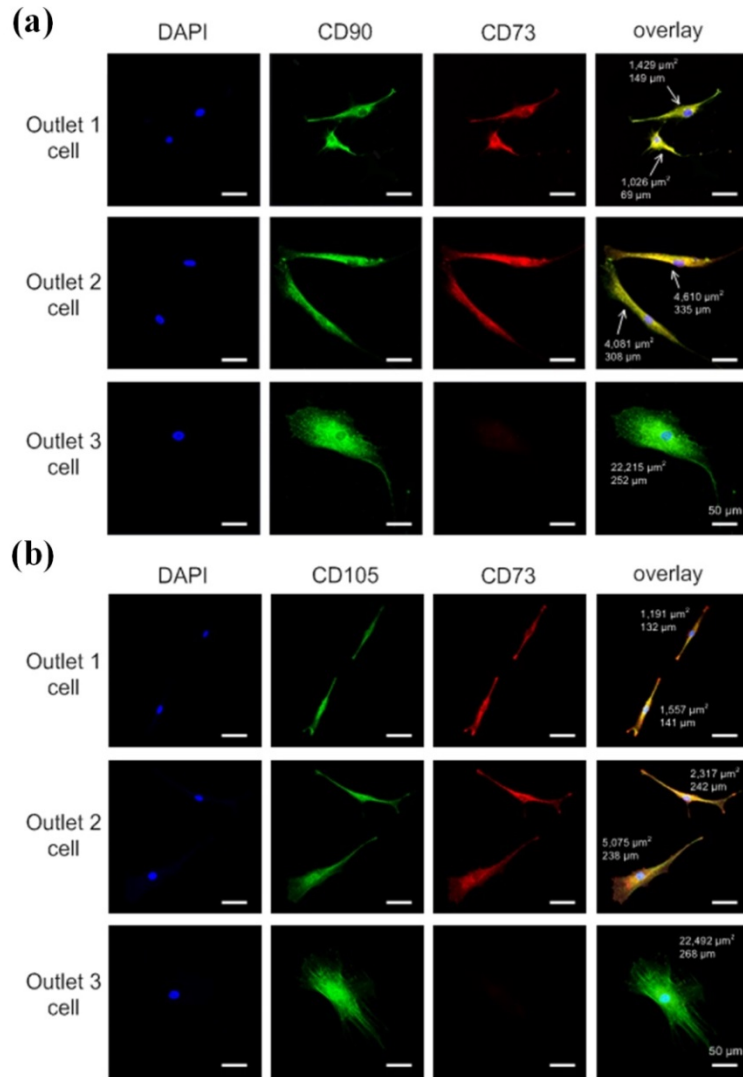 (a)
DAPI CD90 CD73 overlay
Outlet 1
cell
1,429 µm²
149 µm
1,026 µm²
69 µm
Outlet 2
cell
4,610 µm²
335 µm
4,081 µm²
308 µm
Outlet 3
cell
22,215 µm²
252 µm
50 µm
(b)
DAPI CD105 CD73 overlay
Outlet 1
cell
1,191 µm²
132 µm
1,557 µm²
141 µm
Outlet 2
cell
2,317 µm²
242 µm
5,075 µm²
238 µm
Outlet 3
cell
22,492 µm²
268 µm
50 µm